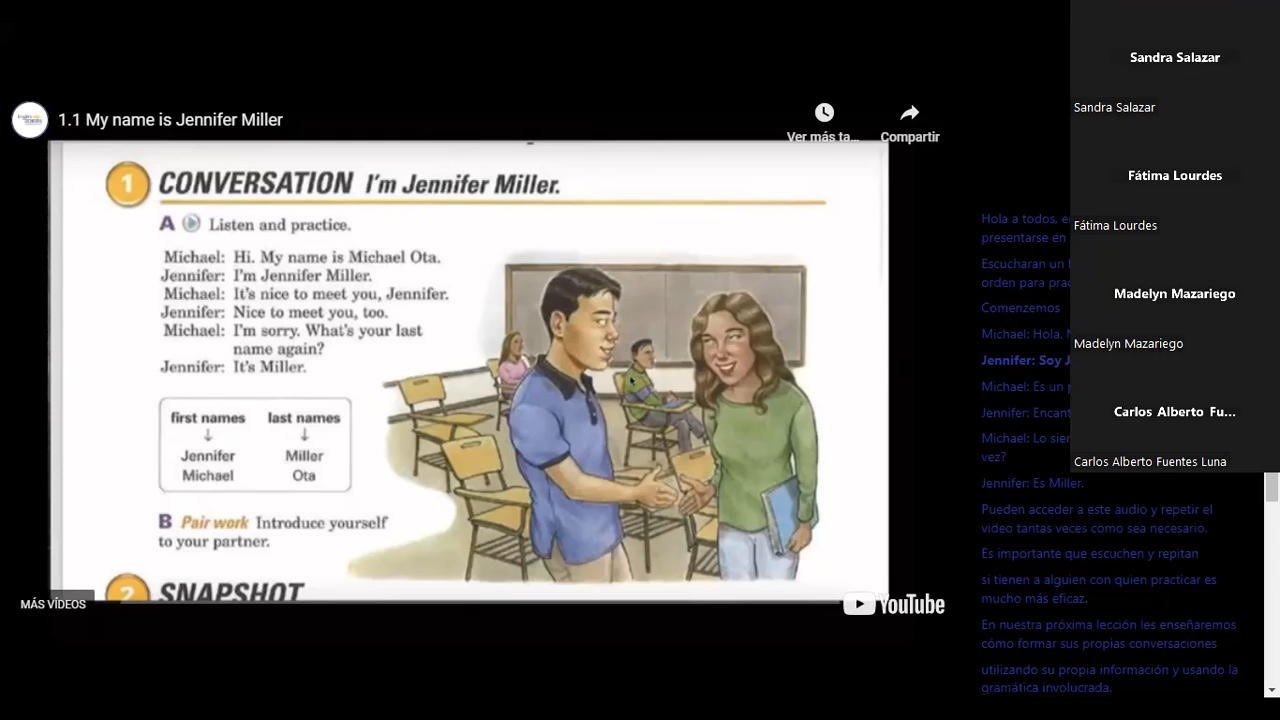 1.1 My name is Jennifer Miller
Ver más ta...
Compartir
1 CONVERSATION I'm Jennifer Miller.
A Listen and practice.
Michael: Hi. My name is Michael Ota.
Jennifer: I'm Jennifer Miller.
Michael: It's nice to meet you, Jennifer.
Jennifer: Nice to meet you, too.
Michael: I'm sorry. What's your last
name again?
Jennifer: It's Miller.
first names last names
Jennifer Miller
Michael Ota
B Pair work Introduce yourself
to your partner.
2 SNAPSHOT
MÁS VÍDEOS
YouTube
Hola a todos,
presentarse en
Escucharan un
orden para
Comenzemos
Michael: Hola.
Jennifer: Soy
Michael: Es un
Jennifer:
Michael: Lo
vez?
Jennifer: Es Miller.
Pueden acceder a este audio y repetir el
video tantas veces como sea necesario.
Es importante que escuchen y repitan
si tienen a alguien con quien practicar es
mucho más eficaz.
En nuestra próxima lección les enseñaremos
cómo formar sus propias conversaciones
utilizando su propia información y usando la
gramática involucrada.
Sandra Salazar
Sandra Salazar
Fátima Lourdes
Fátima Lourdes
Madelyn Mazariego
Madelyn Mazariego
Carlos Alberto Fu...
Carlos Alberto Fuentes Luna